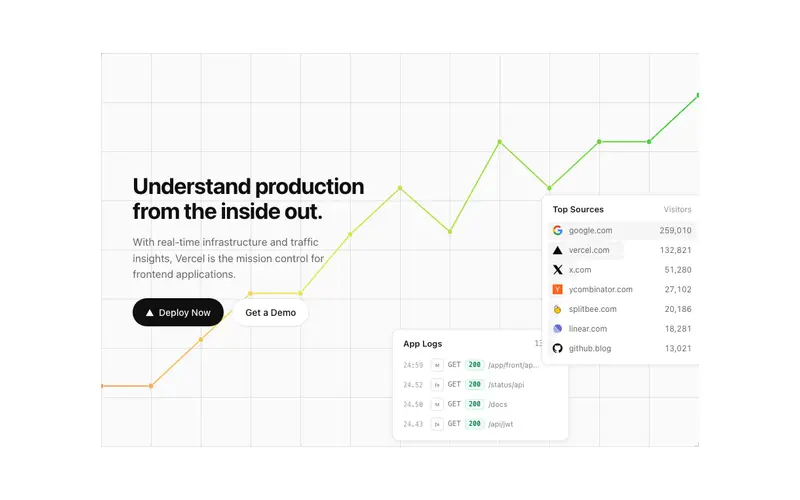 Understand production
from the inside out.
With real-time infrastructure and traffic
insights, Vercel is the mission control for
frontend applications.
Deploy Now
Get a Demo
Top Sources Visitors
google.com 259,010
vercel.com 132,821
x.com 51,280
ycombinator.com 27,102
splitbee.com 20,186
linear.com 18,281
github.blog 13,021
App Logs 13
24:59 M GET 200 /app/front/ap...
24.52 GET 200 /status/api
24.50 M GET 200 /docs
24.43 GET 200 /api/jwt